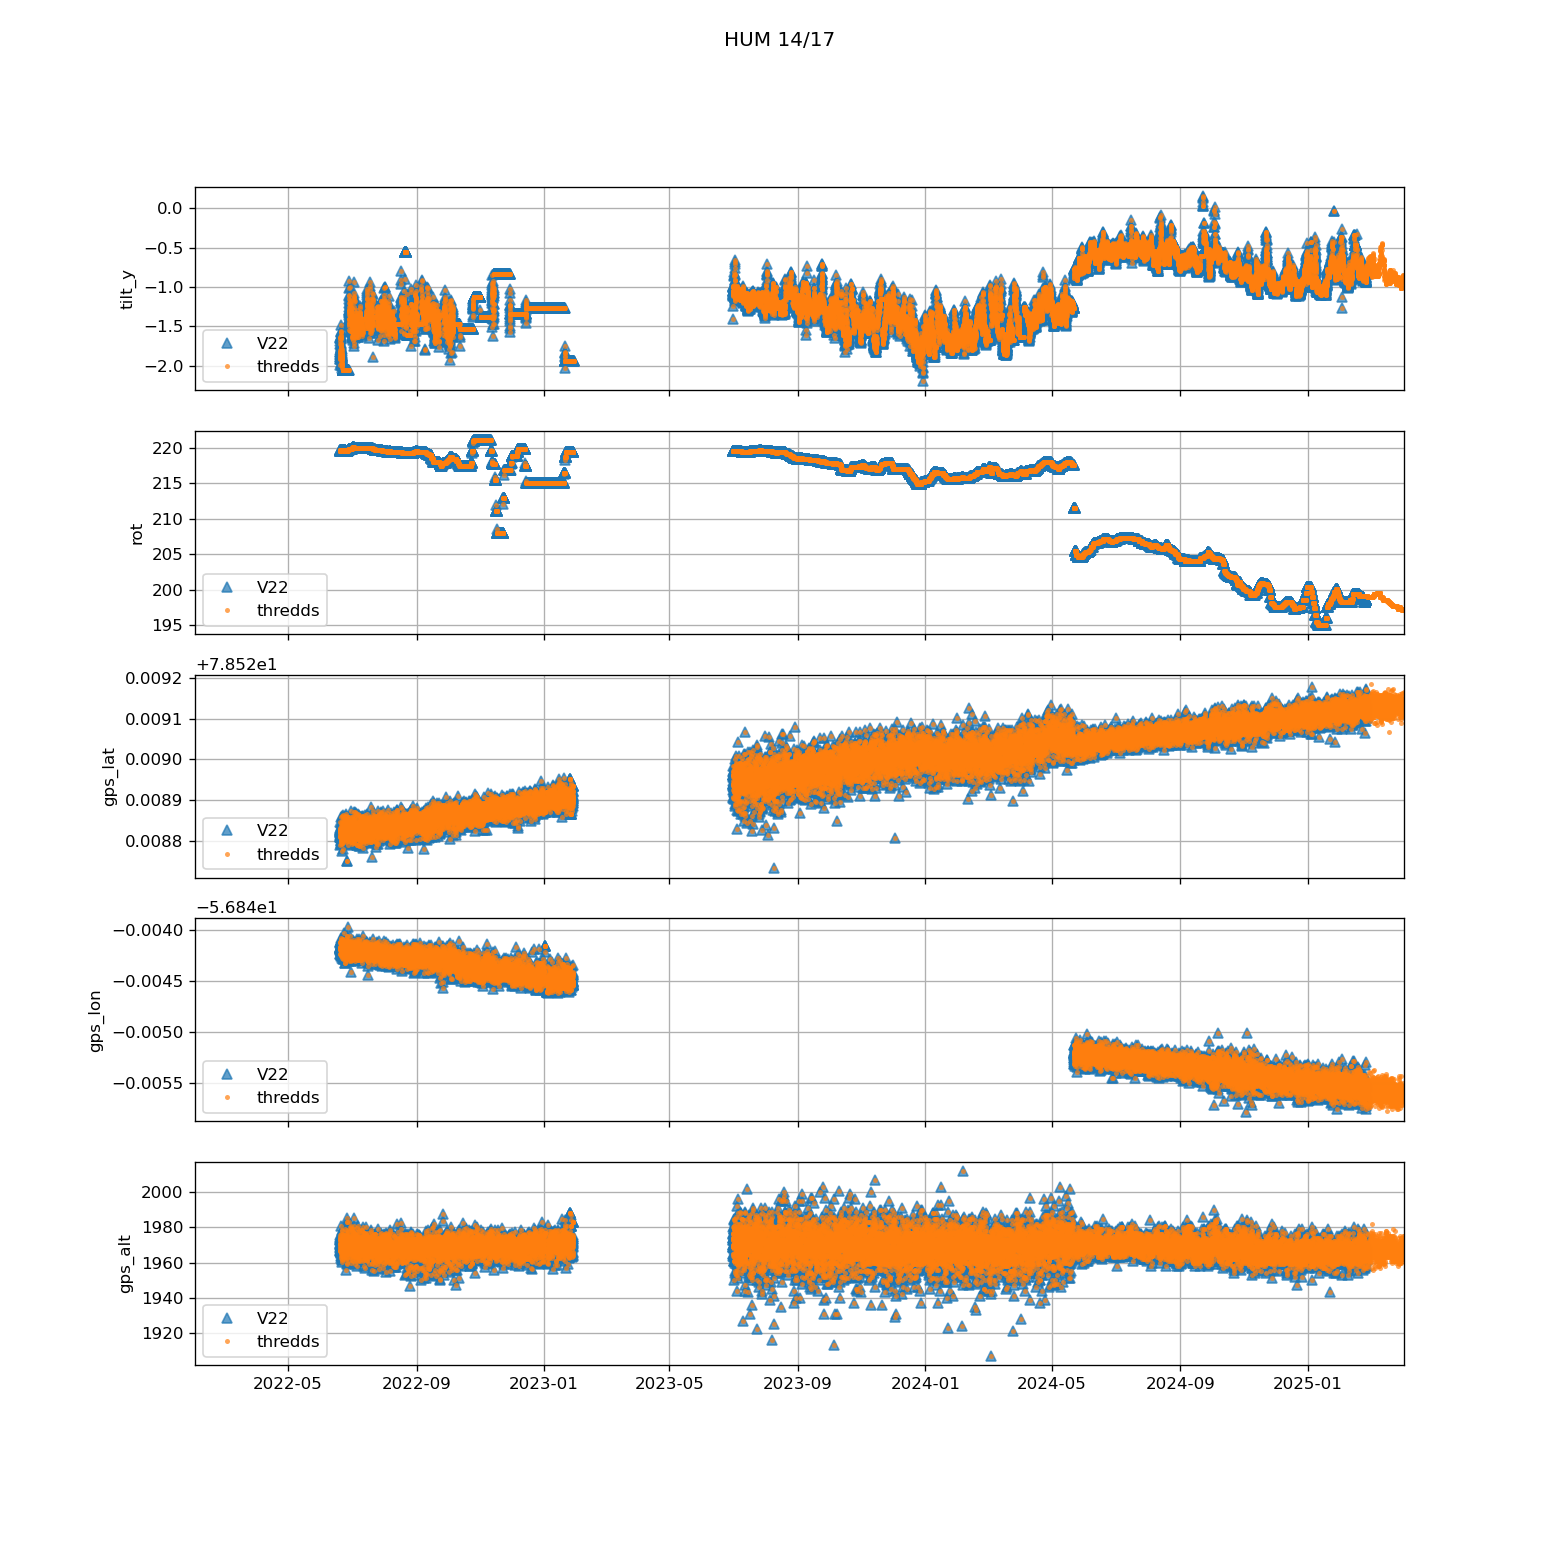 HUM 14/17
0.0
−0.5
−1.0
−1.5
−2.0
tilt_y
V22
thredds
220
215
210
205
200
195
rot
V22
thredds
+7.852e1
0.0092
0.0091
0.0090
0.0089
0.0088
gps_lat
V22
thredds
−5.684e1
−0.0040
−0.0045
−0.0050
−0.0055
gps_lon
V22
thredds
2000
1980
1960
1940
1920
gps_alt
V22
thredds
2022-05 2022-09 2023-01 2023-05 2023-09 2024-01 2024-05 2024-09 2025-01